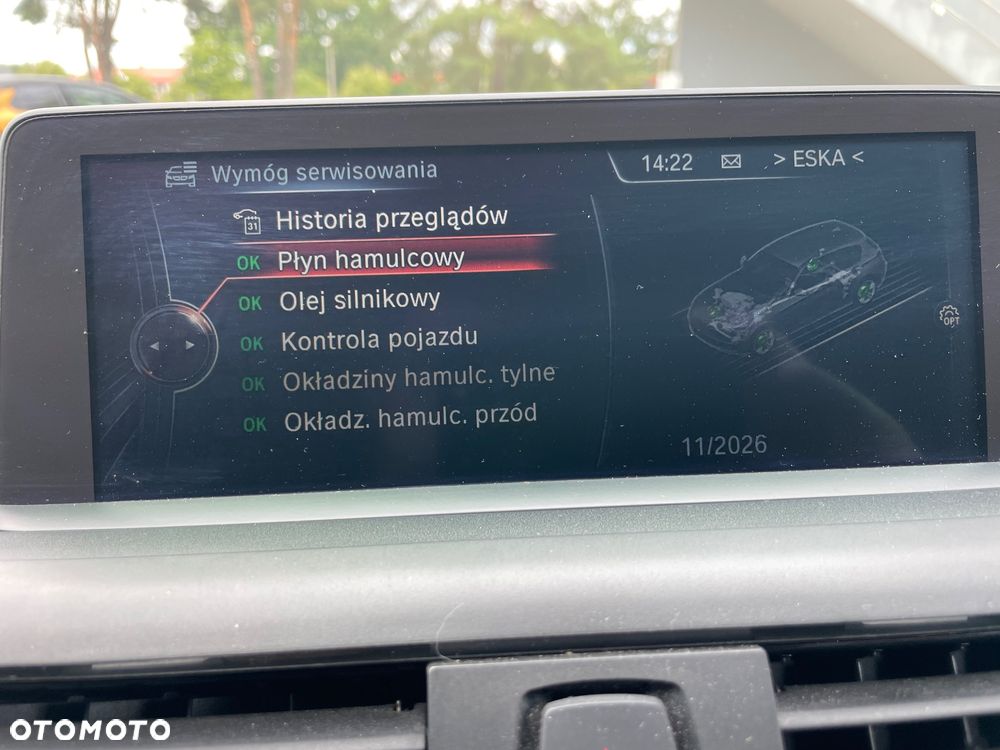 Wymóg serwisowania
14:22
> ESKA <
31
Historia przeglądów
OK Płyn hamulcowy
OK Olej silnikowy
OK Kontrola pojazdu
OK Okładziny hamulc. tylne
OK Okładz. hamulc. przód
OPT
11/2026
OTOMOTO